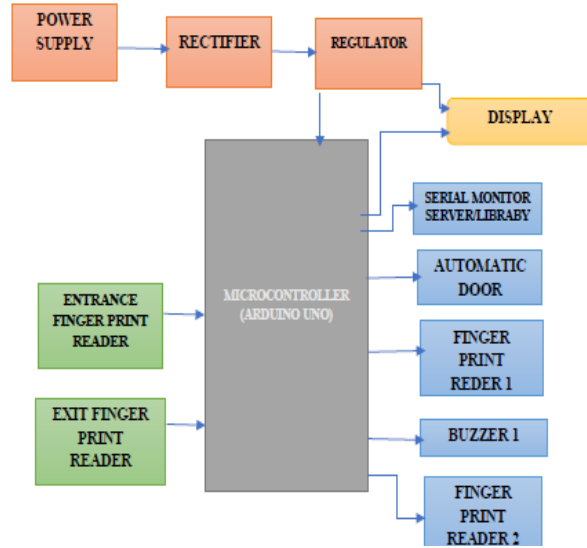 POWER
SUPPLY
RECTIFIER
REGULATOR
DISPLAY
SERIAL MONITOR
SERVER/LIBRABY
AUTOMATIC
DOOR
MICROCONTROLLER
(ARDUINO UNO)
ENTRANCE
FINGER PRINT
READER
FINGER
PRINT
REDER 1
EXIT FINGER
PRINT
READER
BUZZER 1
FINGER
PRINT
READER 2